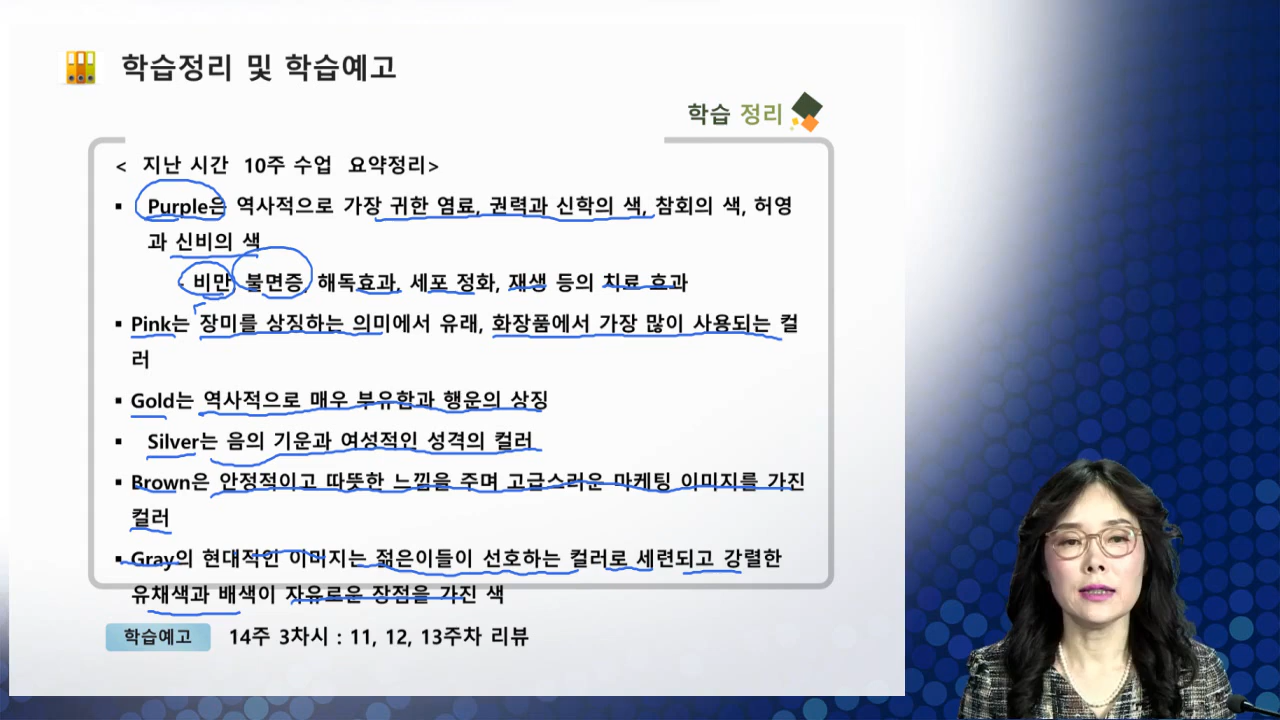 학습정리 및 학습예고
학습 정리
< 지난 시간 10주 수업 요약정리>
▪ Purple은 역사적으로 가장 귀한 염료, 권력과 신학의 색, 참회의 색, 허영
과 신비의 색
- 비만, 불면증, 해독효과, 세포 정화, 재생 등의 치료 효과
▪ Pink는 장미를 상징하는 의미에서 유래, 화장품에서 가장 많이 사용되는 컬
러
▪ Gold는 역사적으로 매우 부유함과 행운의 상징
▪ Silver는 음의 기운과 여성적인 성격의 컬러
▪ Brown은 안정적이고 따뜻한 느낌을 주며 고급스러운 마케팅 이미지를 가진
컬러
▪ Gray의 현대적인 이미지는 젊은이들이 선호하는 컬러로 세련되고 강렬한
유채색과 배색이 자유로운 장점을 가진 색
학습예고 14주 3차시 : 11, 12, 13주차 리뷰